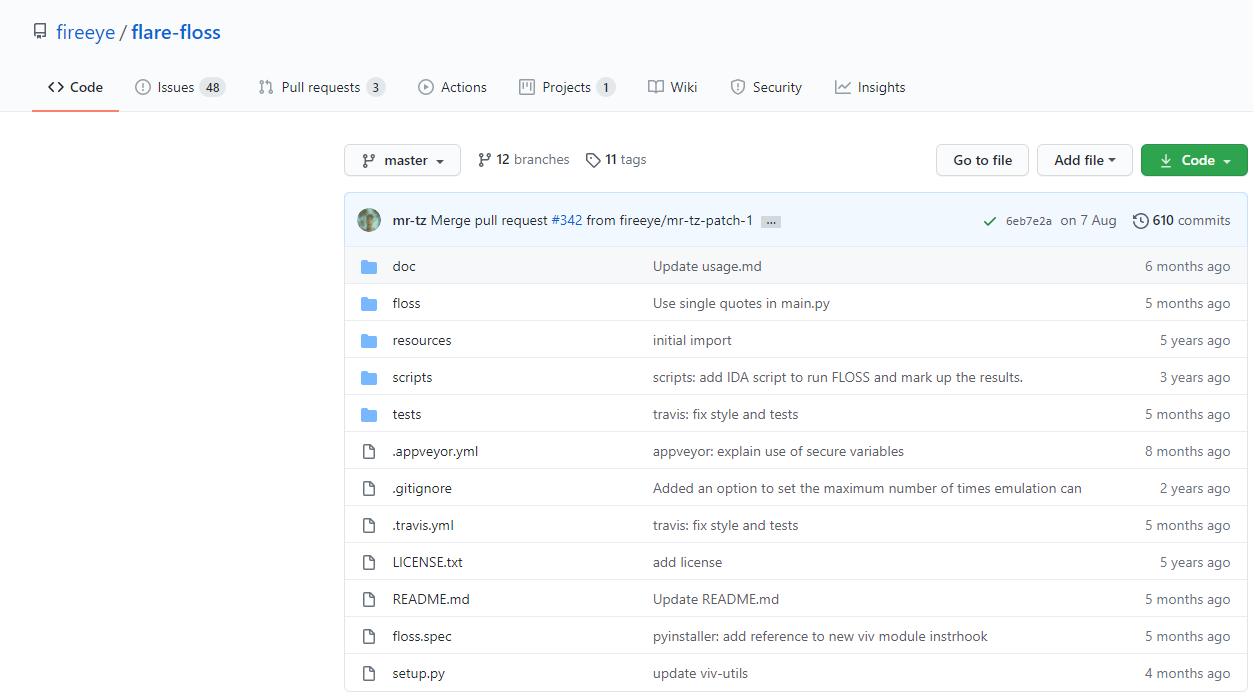 fireeye / flare-floss
Code Issues 48 Pull requests 3 Actions Projects 1 Wiki Security Insights
master 12 branches 11 tags Go to file Add file Code
mr-tz Merge pull request #342 from fireeye/mr-tz-patch-1 ... 6eb7e2a on 7 Aug 610 commits
doc Update usage.md 6 months ago
floss Use single quotes in main.py 5 months ago
resources initial import 5 years ago
scripts scripts: add IDA script to run FLOSS and mark up the results. 3 years ago
tests travis: fix style and tests 5 months ago
.appveyor.yml appveyor: explain use of secure variables 8 months ago
.gitignore Added an option to set the maximum number of times emulation can 2 years ago
.travis.yml travis: fix style and tests 5 months ago
LICENSE.txt add license 5 years ago
README.md Update README.md 5 months ago
floss.spec pyinstaller: add reference to new viv module instrhook 5 months ago
setup.py update viv-utils 4 months ago